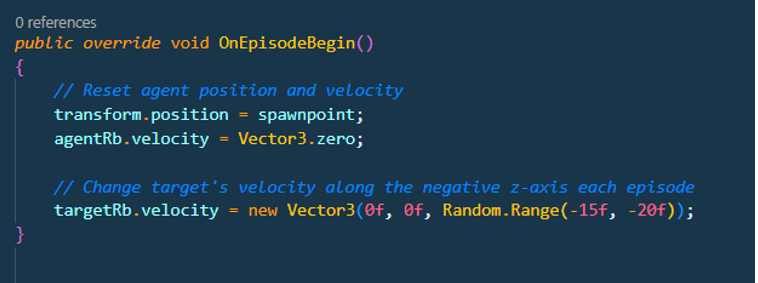 0 references
public override void OnEpisodeBegin()
{
// Reset agent position and velocity
transform.position = spawnpoint;
agentRb.velocity = Vector3.zero;
// Change target's velocity along the negative z-axis each episode
targetRb.velocity = new Vector3(0f, 0f, Random.Range(-15f, -20f));
}